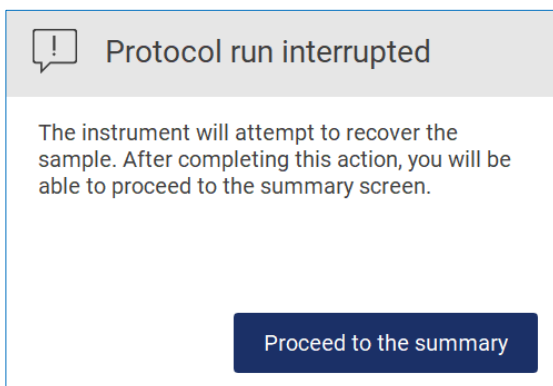 Protocol run interrupted
The instrument will attempt to recover the
sample. After completing this action, you will be
able to proceed to the summary screen.
Proceed to the summary